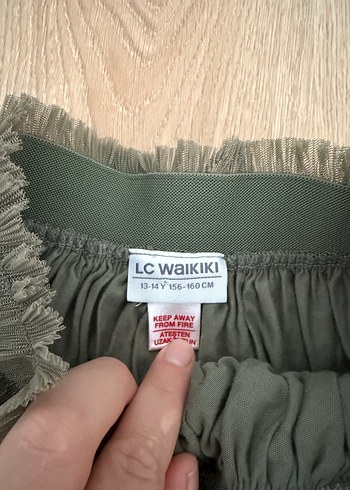 LC WAIKIKI
13-14 Y 156-160 CM
KEEP AWAY
FROM FIRE
ATEŞTEN